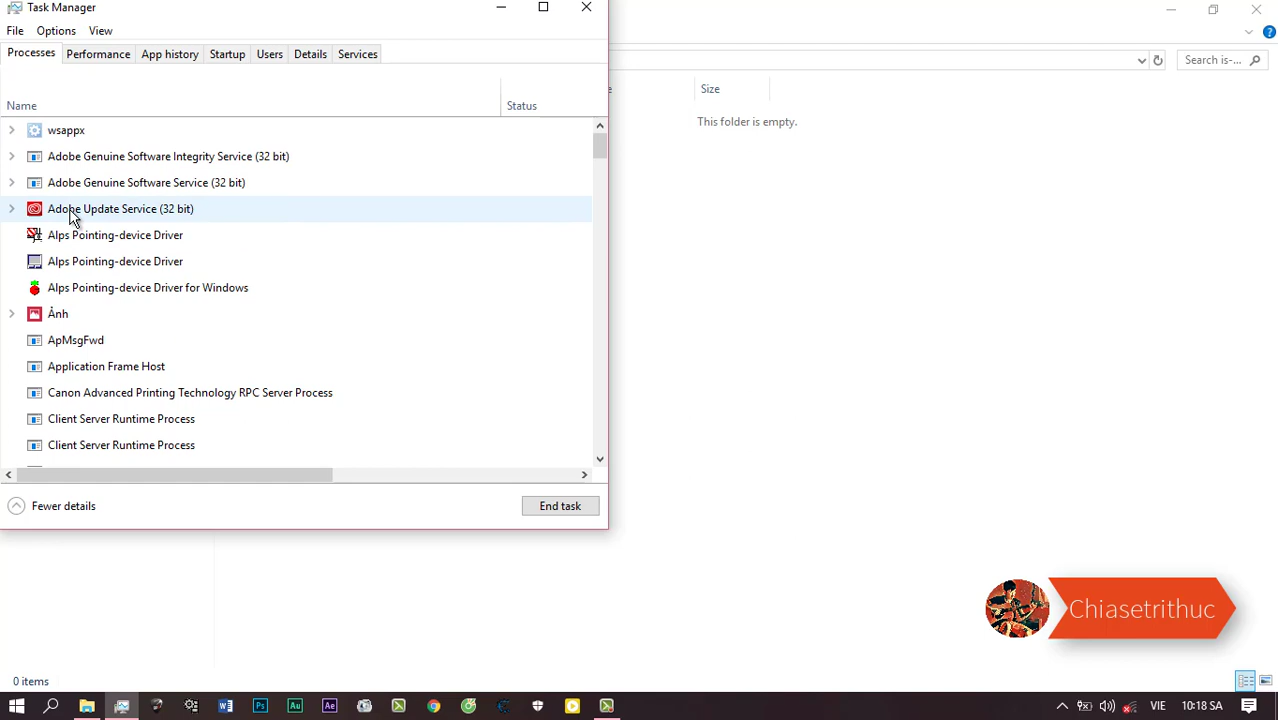 Task Manager
File Options View
Processes Performance App history Startup Users Details Services
Name Status
wsappx
Adobe Genuine Software Integrity Service (32 bit)
Adobe Genuine Software Service (32 bit)
Adobe Update Service (32 bit)
Alps Pointing-device Driver
Alps Pointing-device Driver
Alps Pointing-device Driver for Windows
Ảnh
ApMsgFwd
Application Frame Host
Canon Advanced Printing Technology RPC Server Process
Client Server Runtime Process
Client Server Runtime Process
Fewer details End task
Search is-...
Size
This folder is empty.
Chiasetrithuc
0 items
W Ps Au Ae VIE 10:18 SA